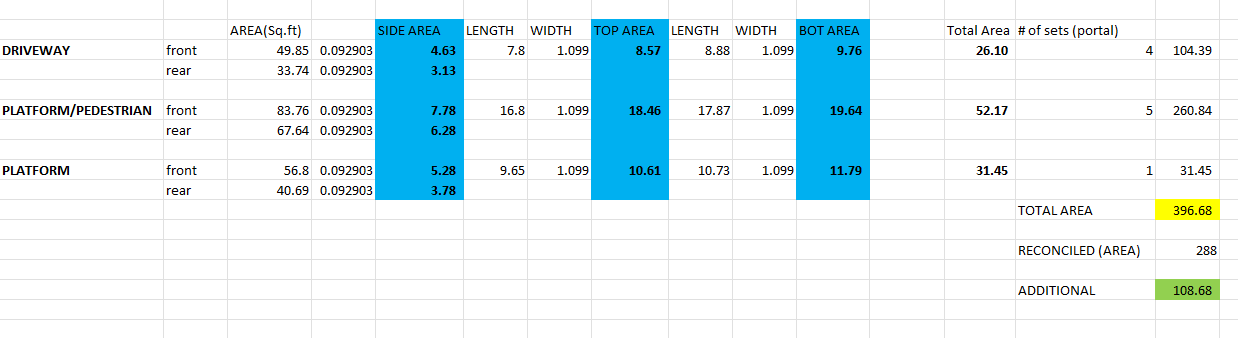 AREA(Sq.ft) SIDE AREA LENGTH WIDTH TOP AREA LENGTH WIDTH BOT AREA Total Area # of sets (portal)
DRIVEWAY front 49.85 0.092903 4.63 7.8 1.099 8.57 8.88 1.099 9.76 26.10 4 104.39
rear 33.74 0.092903 3.13
PLATFORM/PEDESTRIAN front 83.76 0.092903 7.78 16.8 1.099 18.46 17.87 1.099 19.64 52.17 5 260.84
rear 67.64 0.092903 6.28
PLATFORM front 56.8 0.092903 5.28 9.65 1.099 10.61 10.73 1.099 11.79 31.45 1 31.45
rear 40.69 0.092903 3.78
TOTAL AREA 396.68
RECONCILED (AREA) 288
ADDITIONAL 108.68